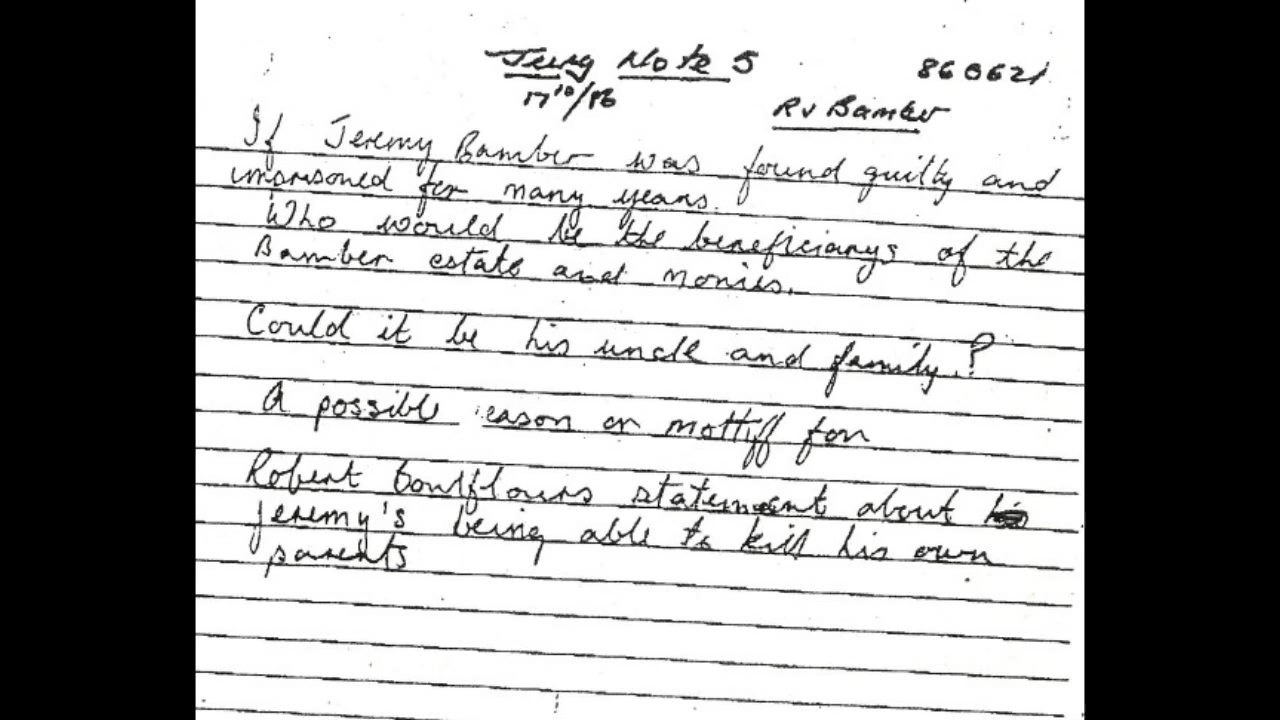 Jury Note 5 860621
17/10/86 R v Bamber
If Jeremy Bamber was found guilty and
imprisoned for many years.
Who would be the beneficiarys of the
Bamber estate and monies.
Could it be his uncle and family.?
A possible reason or mottiff for
Robert Boutflours statement about
Jeremy's being able to kill his own
parents